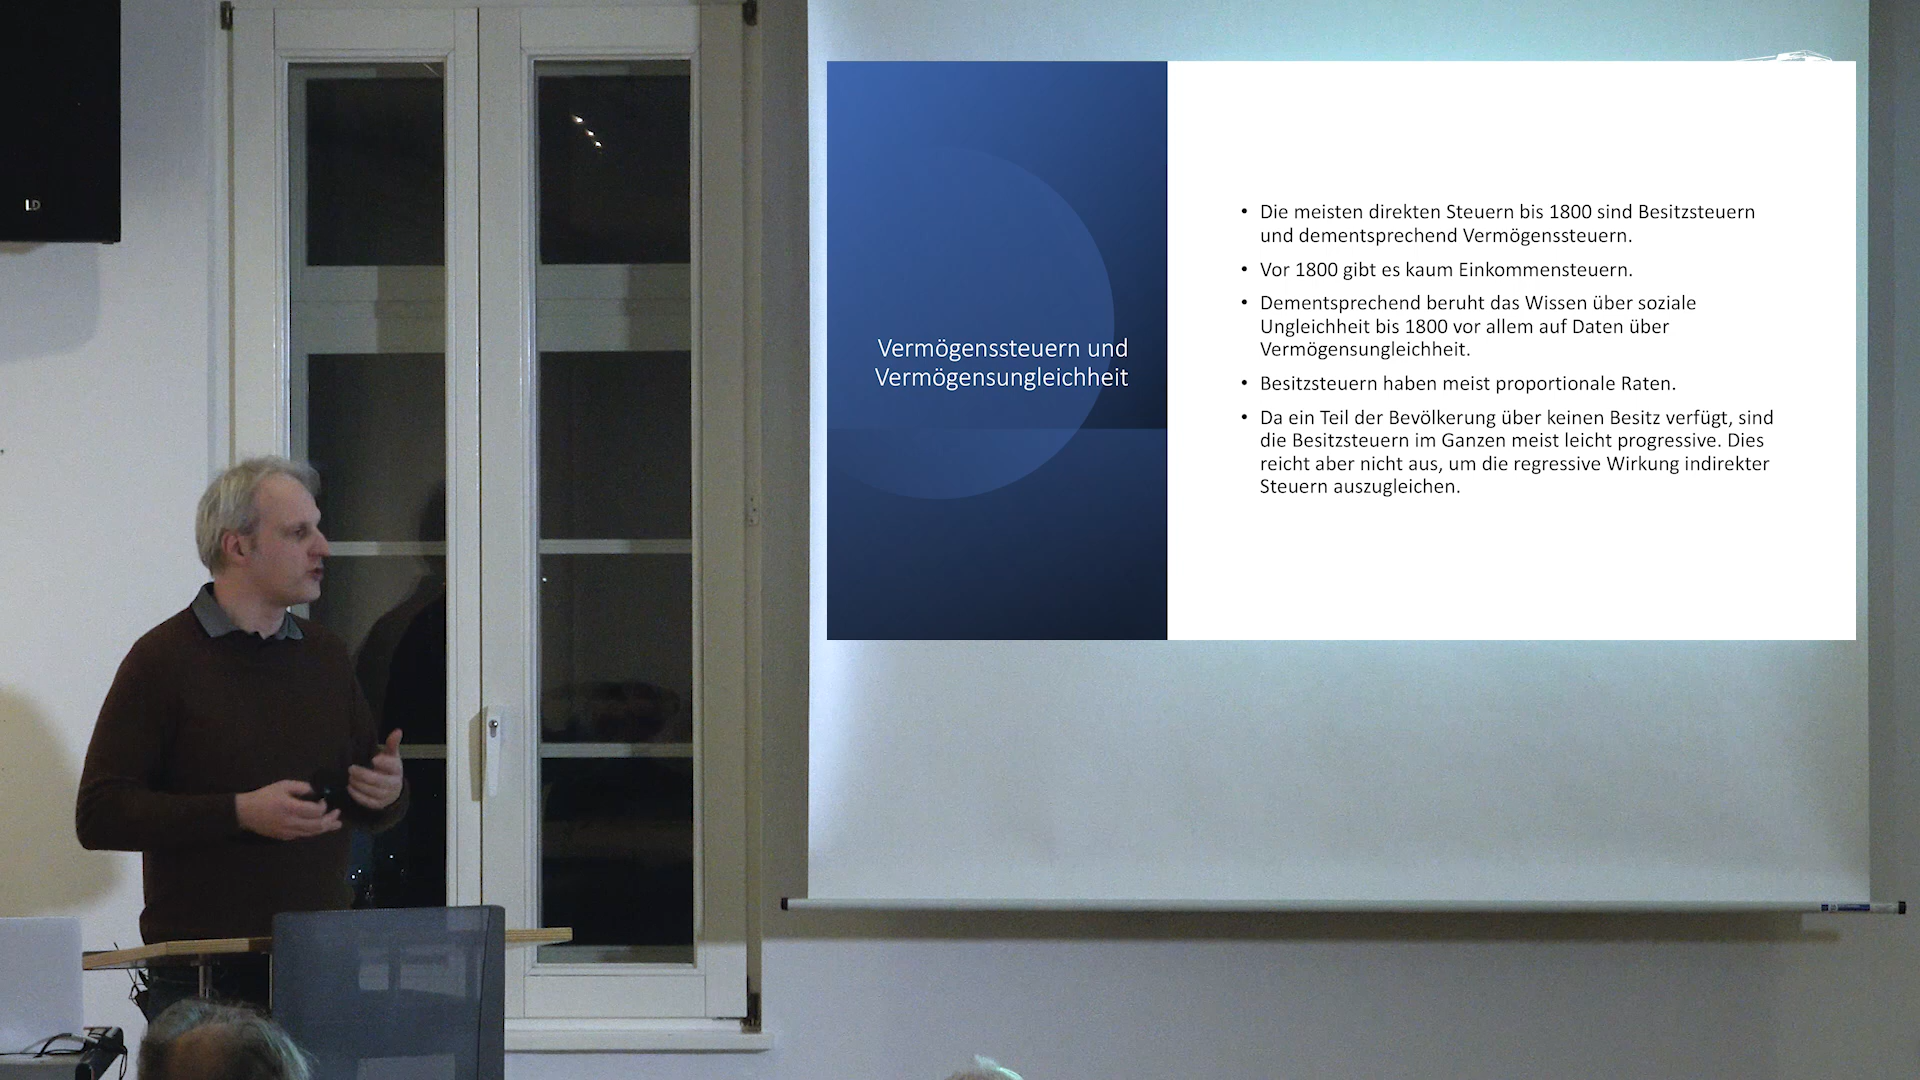 LD
Vermögenssteuern und
Vermögensungleichheit
• Die meisten direkten Steuern bis 1800 sind Besitzsteuern
und dementsprechend Vermögenssteuern.
• Vor 1800 gibt es kaum Einkommensteuern.
• Dementsprechend beruht das Wissen über soziale
Ungleichheit bis 1800 vor allem auf Daten über
Vermögensungleichheit.
• Besitzsteuern haben meist proportionale Raten.
• Da ein Teil der Bevölkerung über keinen Besitz verfügt, sind
die Besitzsteuern im Ganzen meist leicht progressive. Dies
reicht aber nicht aus, um die regressive Wirkung indirekter
Steuern auszugleichen.